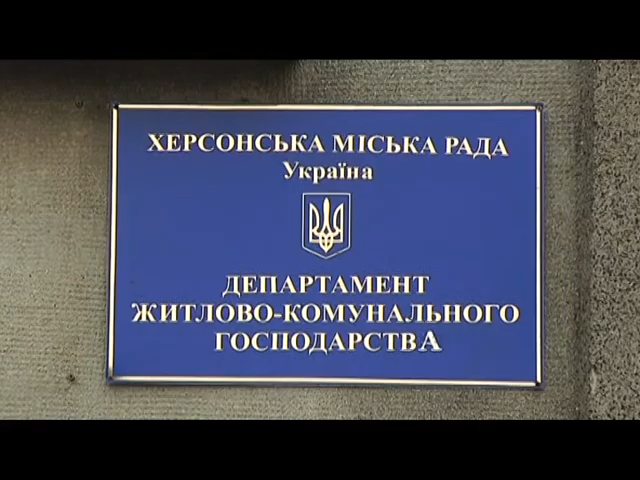 ХЕРСОНСЬКА МІСЬКА РАДА
Україна
ДЕПАРТАМЕНТ
ЖИТЛОВО-КОМУНАЛЬНОГО
ГОСПОДАРСТВА